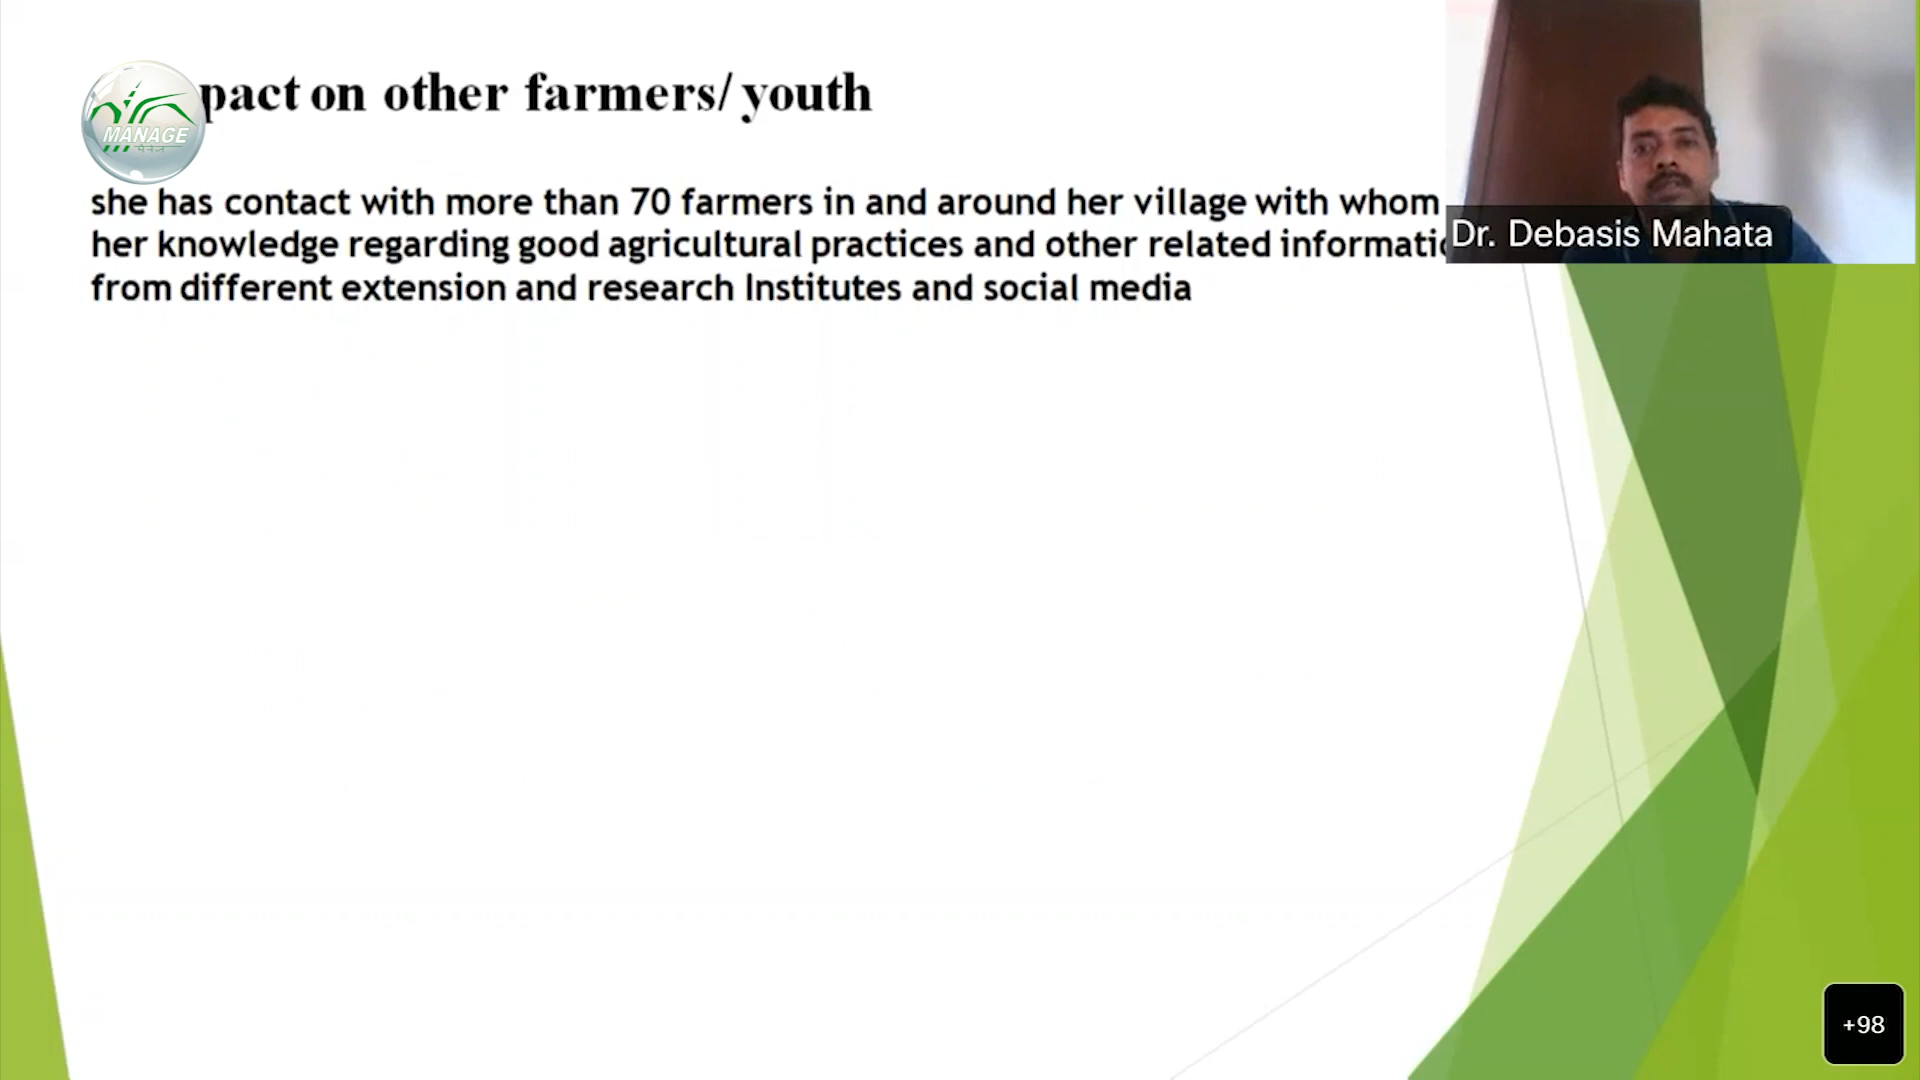 pact on other farmers/ youth
MANAGE
मैनेज
she has contact with more than 70 farmers in and around her village with whom
her knowledge regarding good agricultural practices and other related informatic
from different extension and research Institutes and social media
Dr. Debasis Mahata
+98